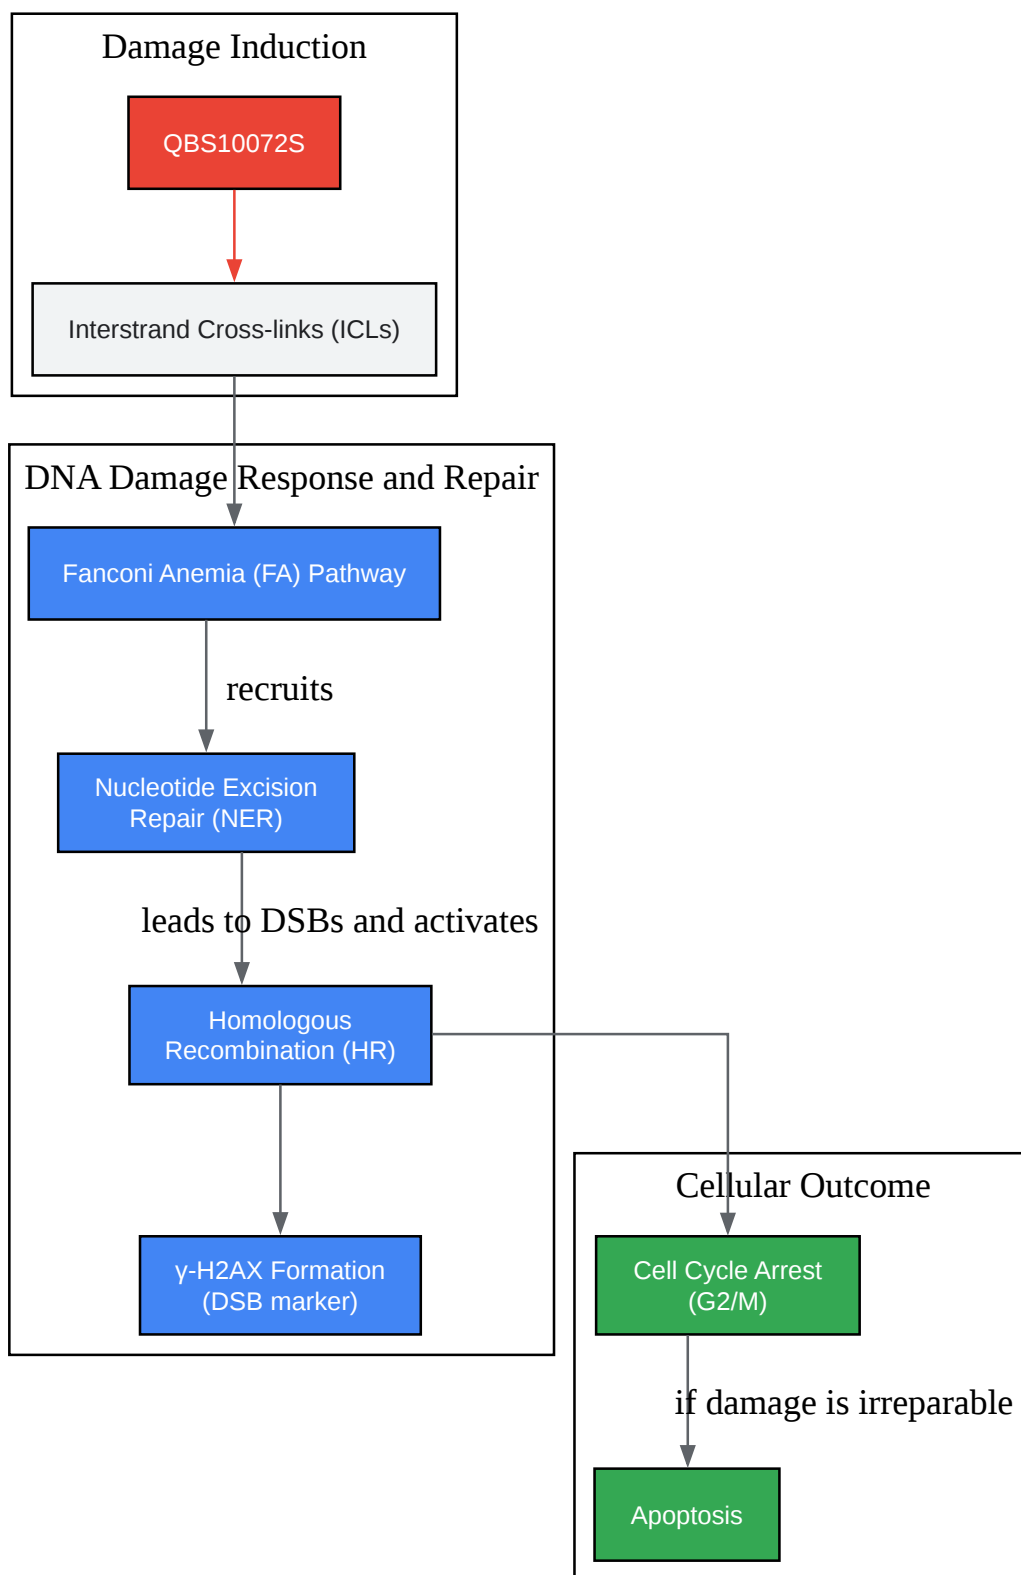 Damage Induction
QBS10072S
Interstrand Cross-links (ICLs)
DNA Damage Response and Repair
Fanconi Anemia (FA) Pathway
recruits
Nucleotide Excision
Repair (NER)
leads to DSBs and activates
Homologous
Recombination (HR)
γ-H2AX Formation
(DSB marker)
Cellular Outcome
Cell Cycle Arrest
(G2/M)
if damage is irreparable
Apoptosis